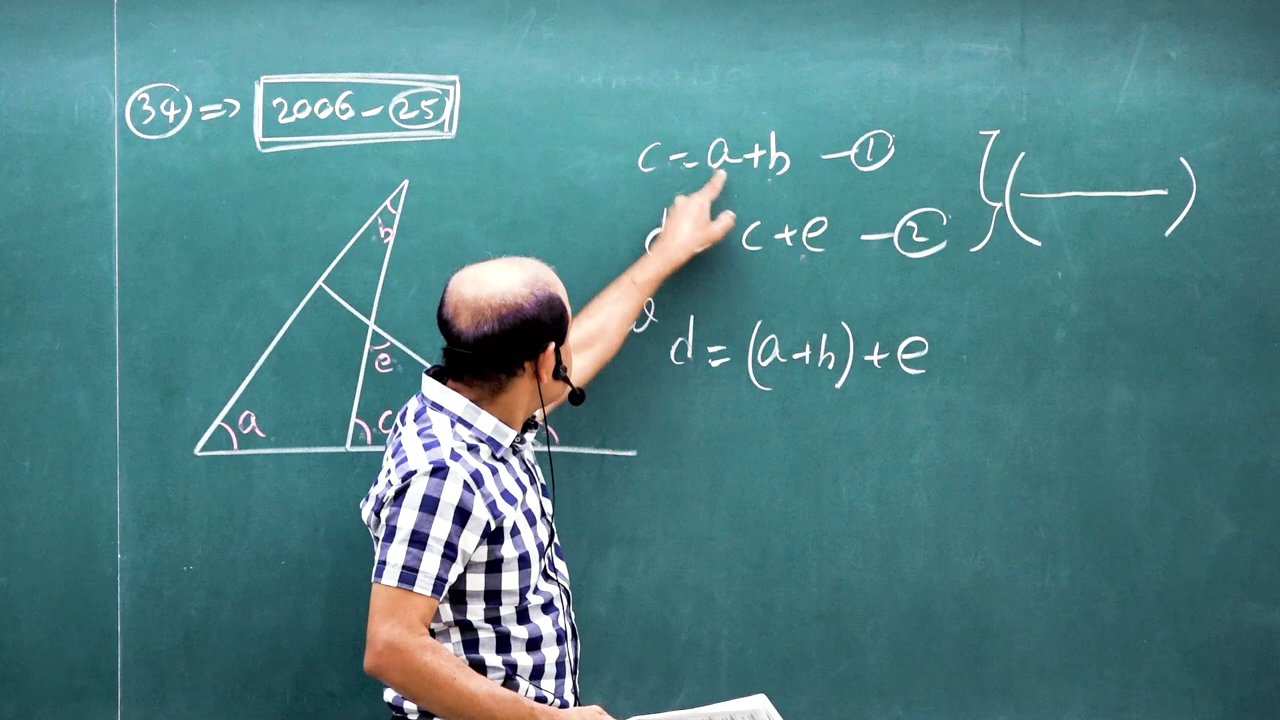 34 => 2006 - 25
c = a + b - 1
d c + e - 2
d = (a + b) + e
b
e
a
c